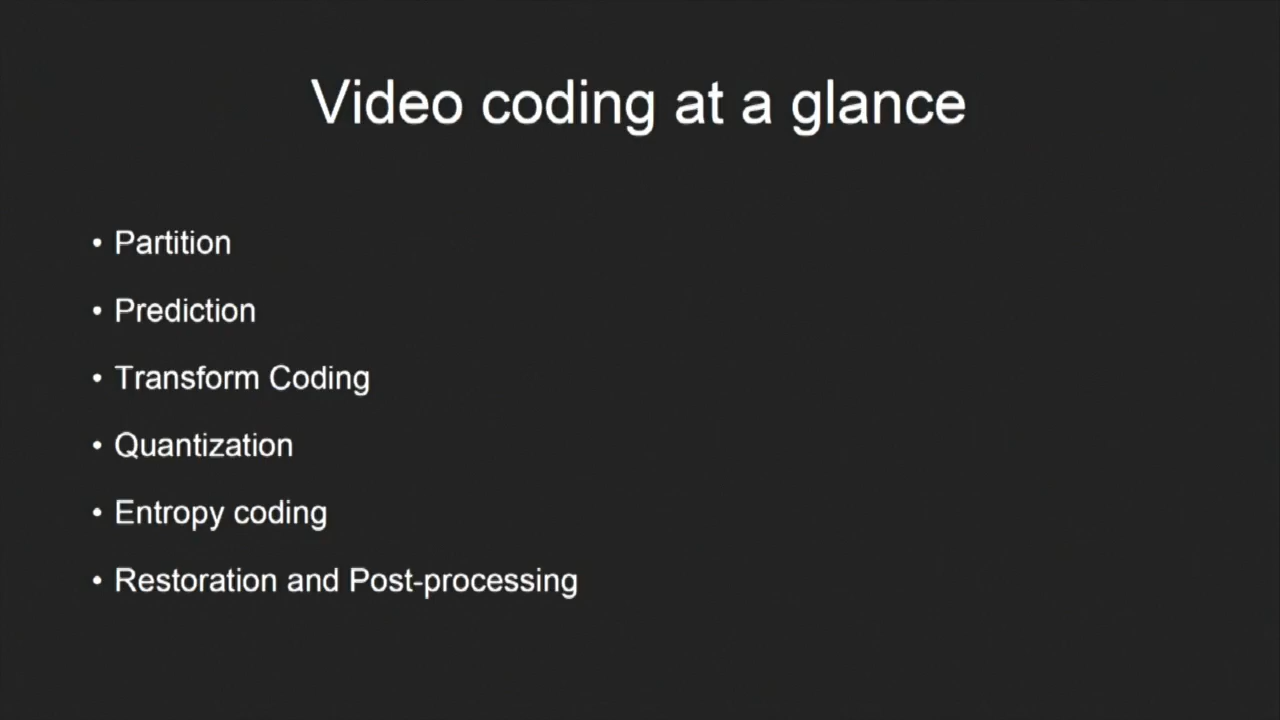 Video coding at a glance
• Partition
• Prediction
• Transform Coding
• Quantization
• Entropy coding
• Restoration and Post-processing